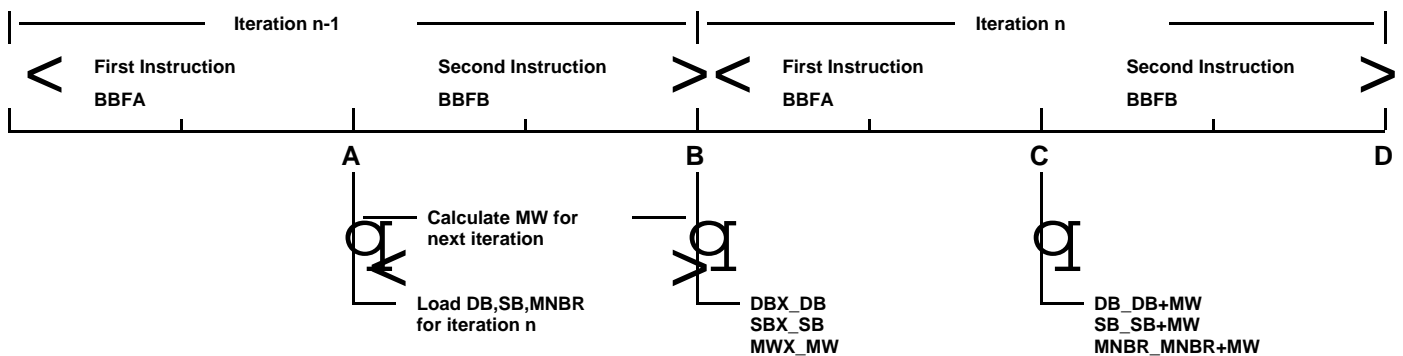 Iteration n-1
Iteration n
First Instruction
BBFA
Second Instruction
BBFB
First Instruction
BBFA
Second Instruction
BBFB
A
B
C
D
Calculate MW for
next iteration
q
q
q
Load DB,SB,MNBR
for iteration n
DBX_DB
SBX_SB
MWX_MW
DB_DB+MW
SB_SB+MW
MNBR_MNBR+MW